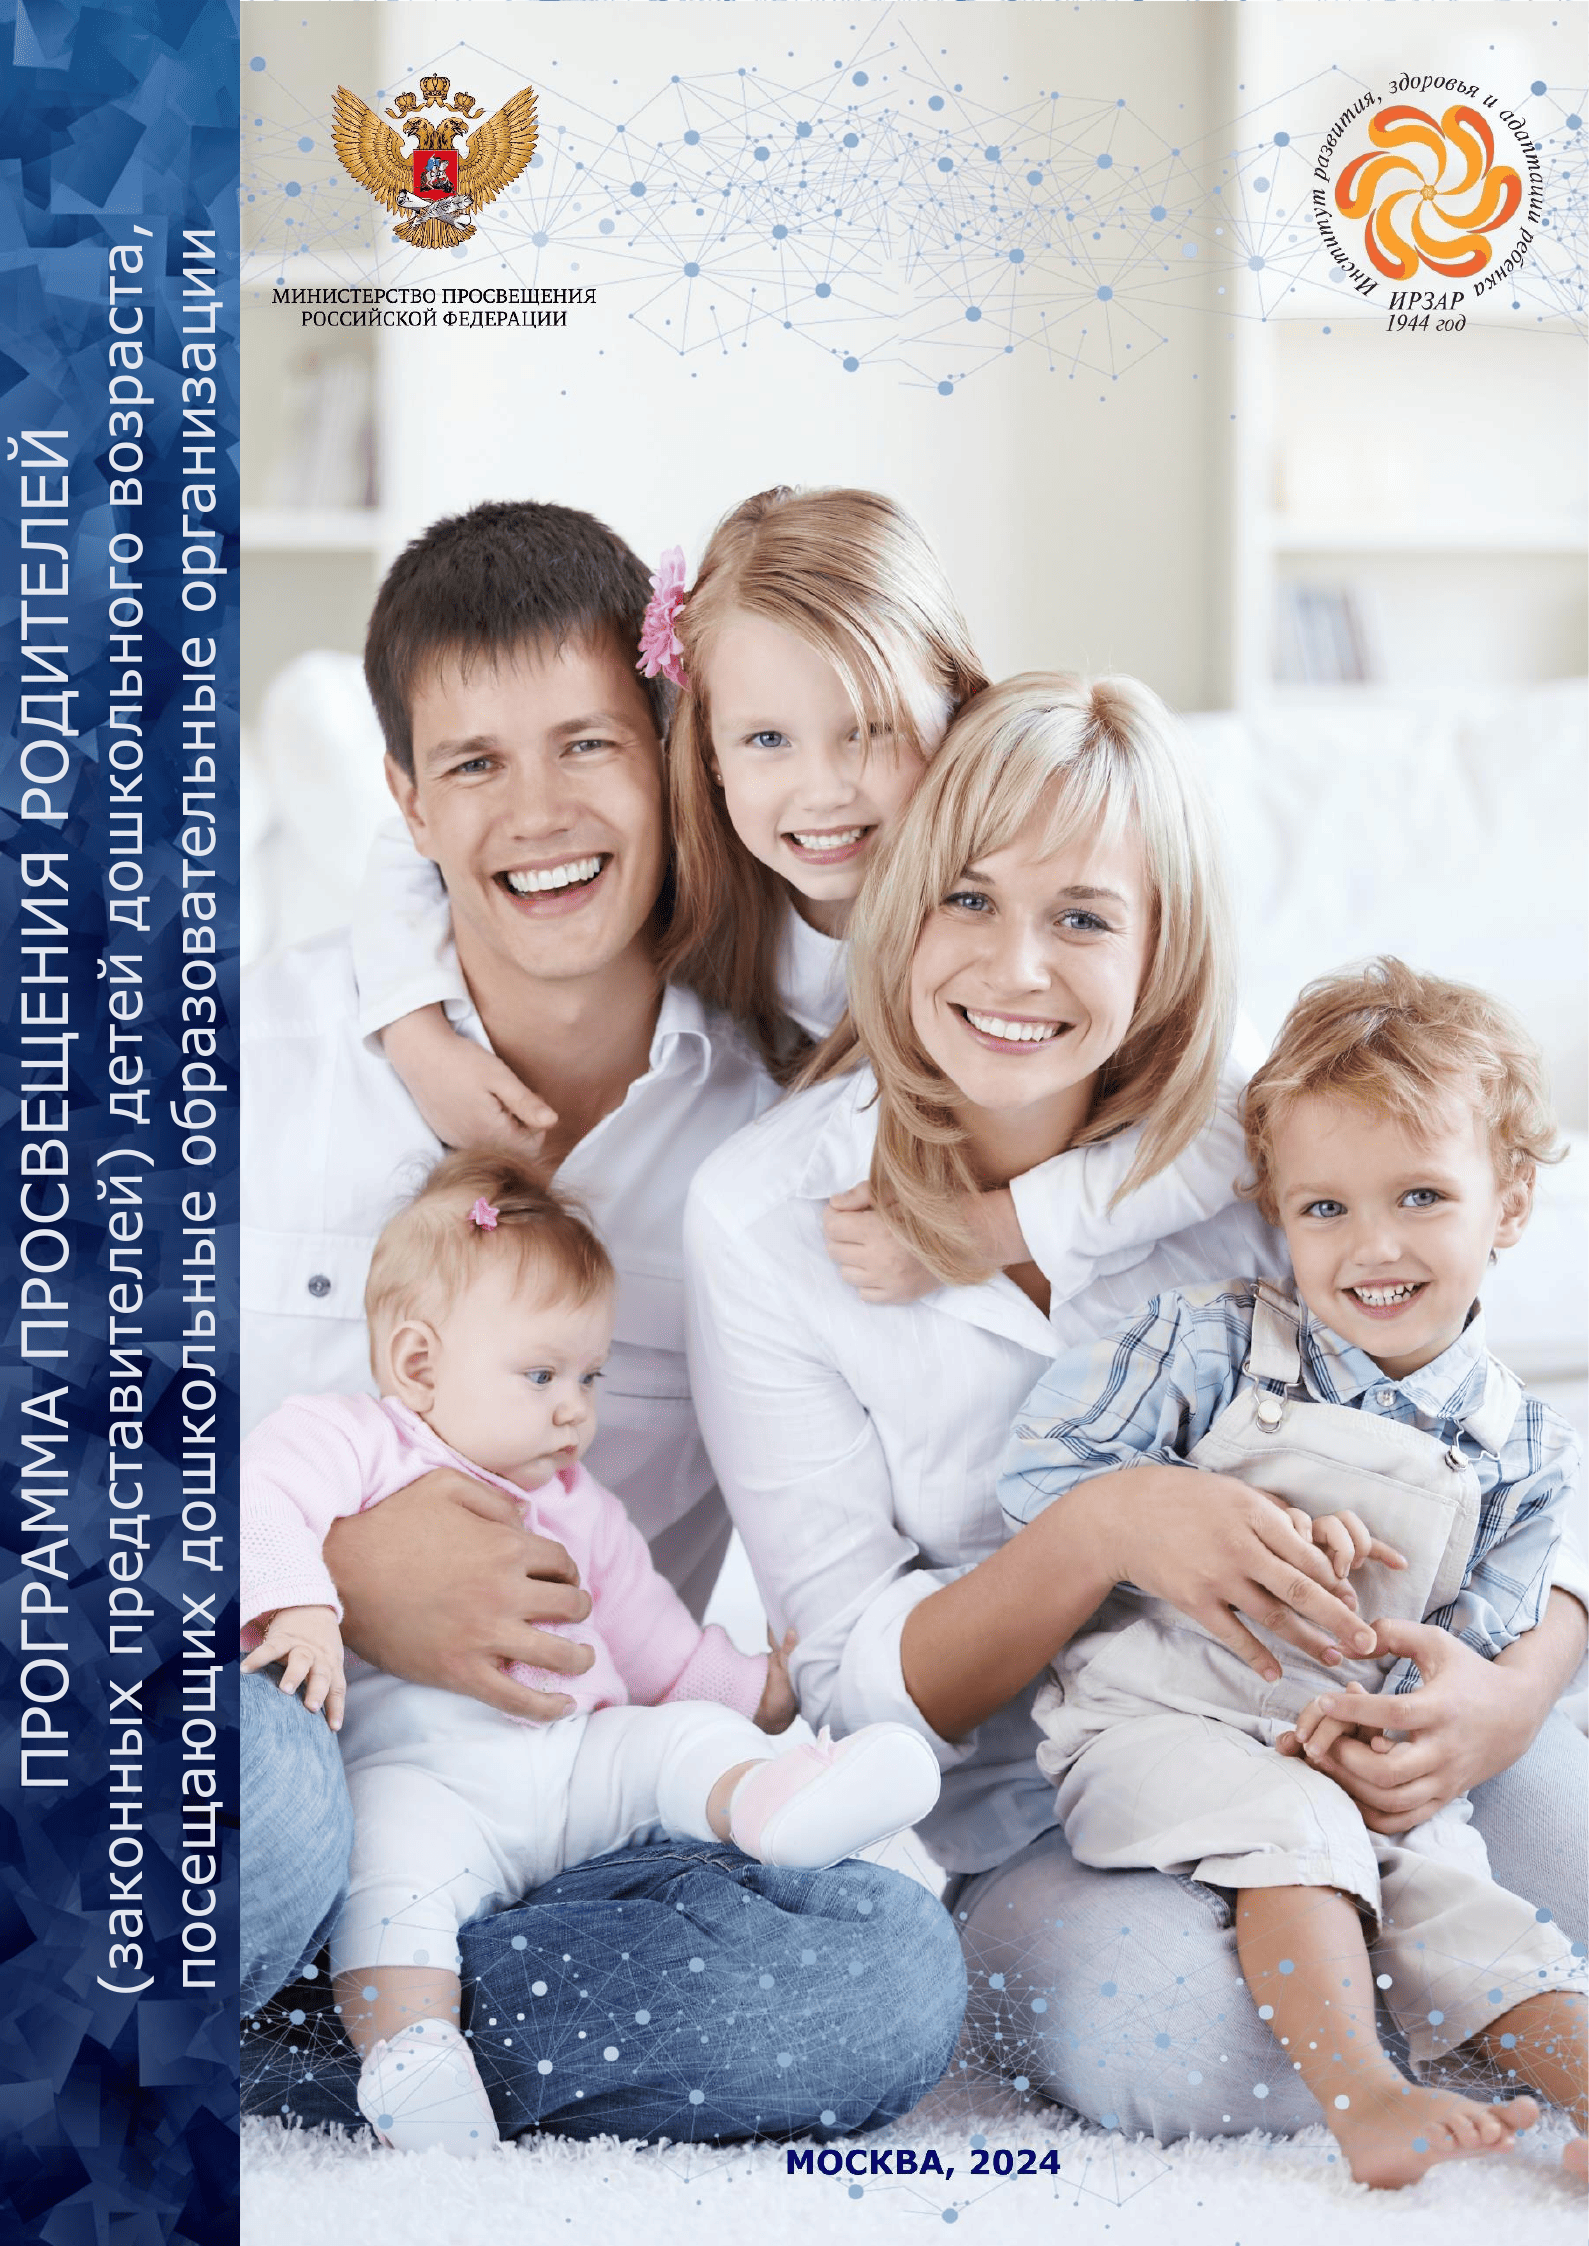 ПРОГРАММА ПРОСВЕЩЕНИЯ РОДИТЕЛЕЙ
(законных представителей) детей дошкольного возраста,
посещающих дошкольные образовательные организации
МИНИСТЕРСТВО ПРОСВЕЩЕНИЯ
РОССИЙСКОЙ ФЕДЕРАЦИИ
Институт развития, здоровья и адаптации ребенка
ИРЗАР
1944 год
МОСКВА, 2024